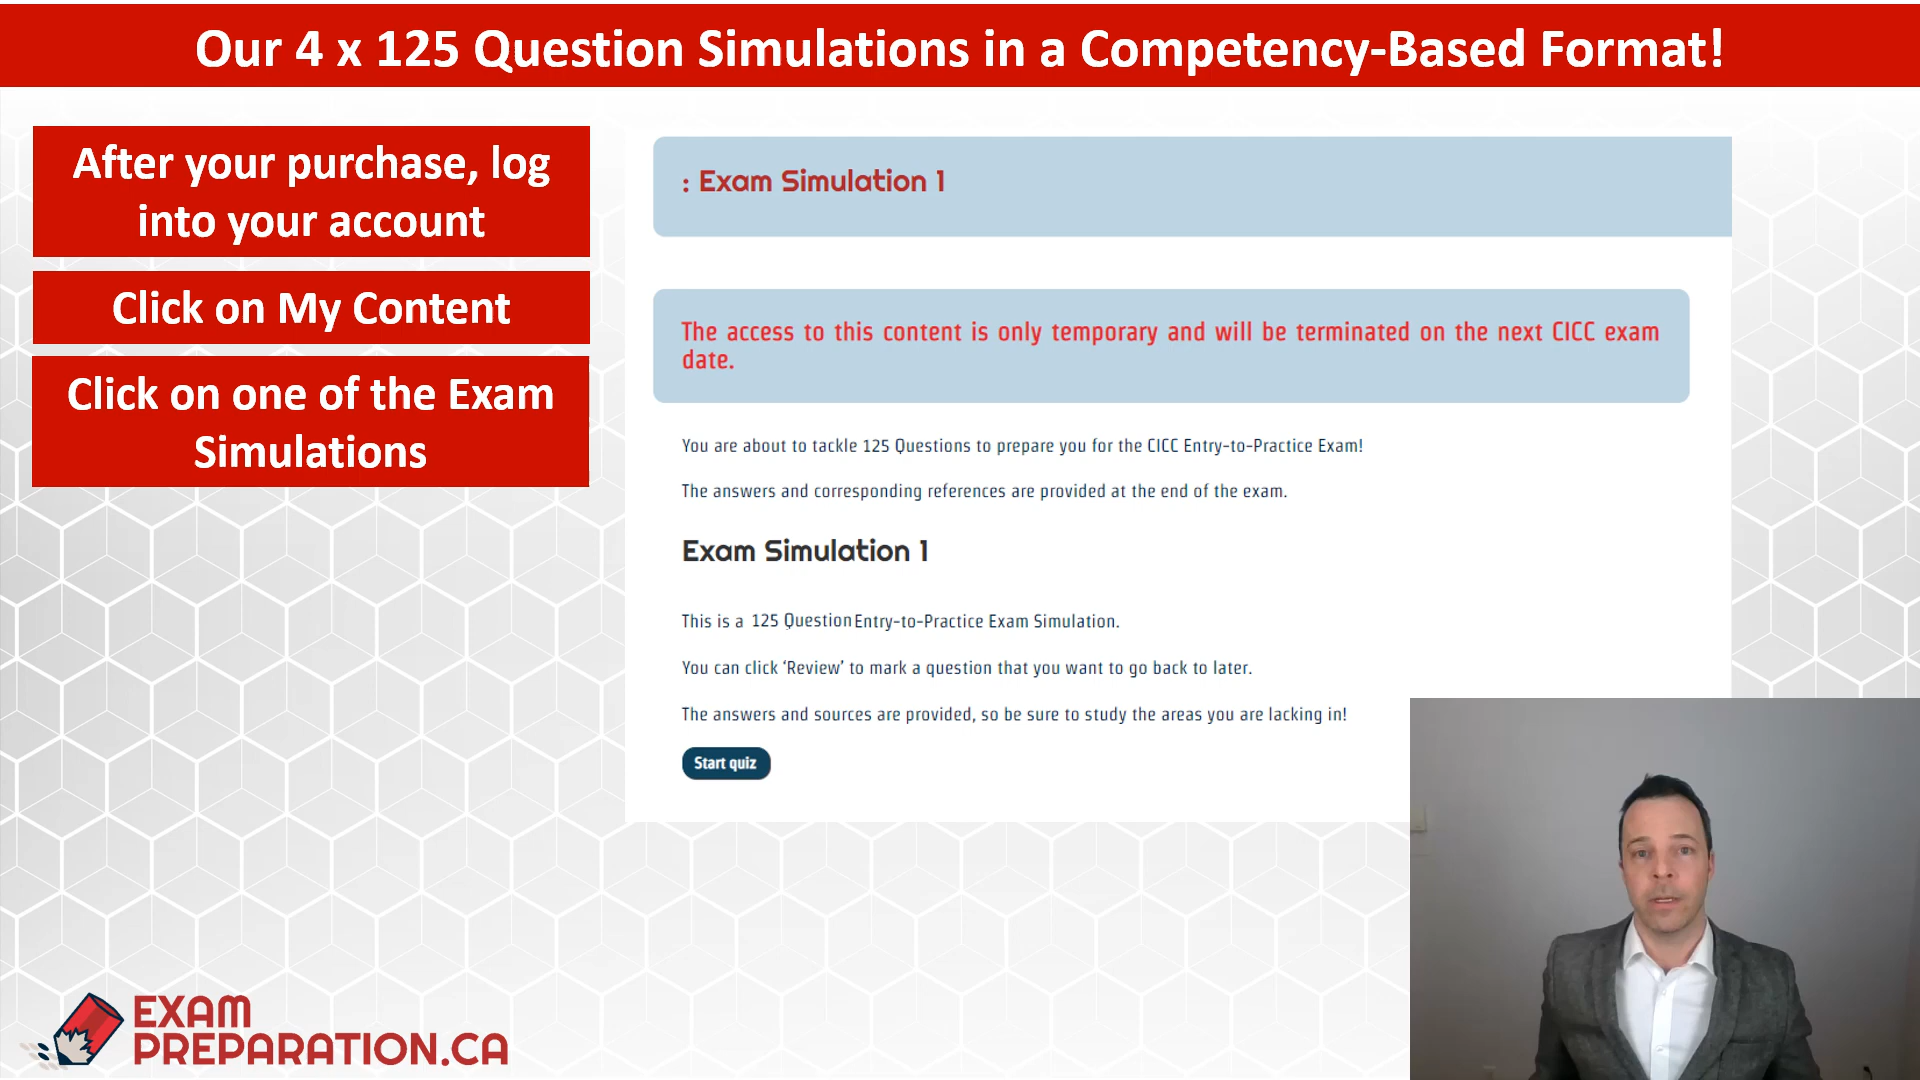 Our 4 x 125 Question Simulations in a Competency-Based Format!
After your purchase, log
into your account
Click on My Content
Click on one of the Exam
Simulations
: Exam Simulation 1
The access to this content is only temporary and will be terminated on the next CICC exam
date.
You are about to tackle 125 Questions to prepare you for the CICC Entry-to-Practice Exam!
The answers and corresponding references are provided at the end of the exam.
Exam Simulation 1
This is a 125 Question Entry-to-Practice Exam Simulation.
You can click ‘Review’ to mark a question that you want to go back to later.
The answers and sources are provided, so be sure to study the areas you are lacking in!
Start quiz
EXAM
PREPARATION.CA